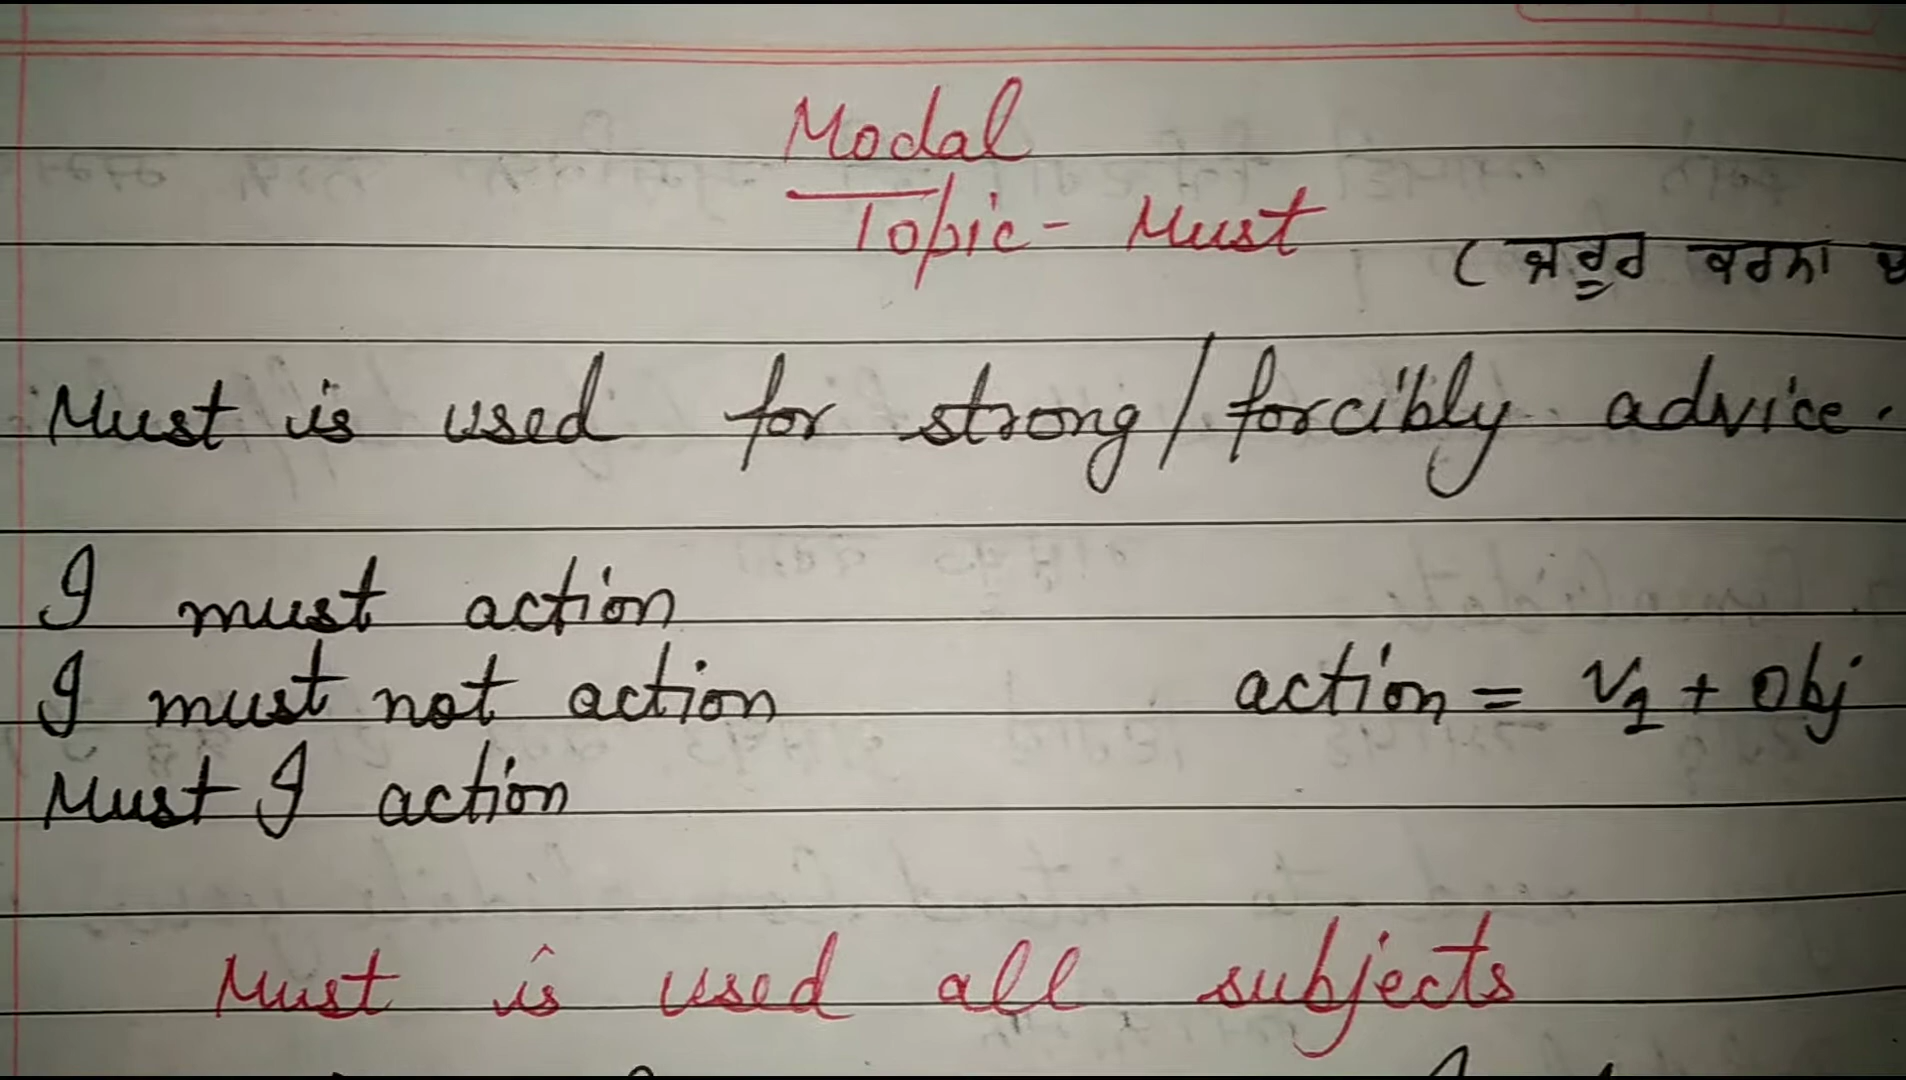 Modal
Topic - Must
( ਜ਼ਰੂਰ ਕਰਨਾ
Must is used for strong / forcibly advice.
I must action
I must not action
action = V1 + obj
Must I action
Must is used all subjects